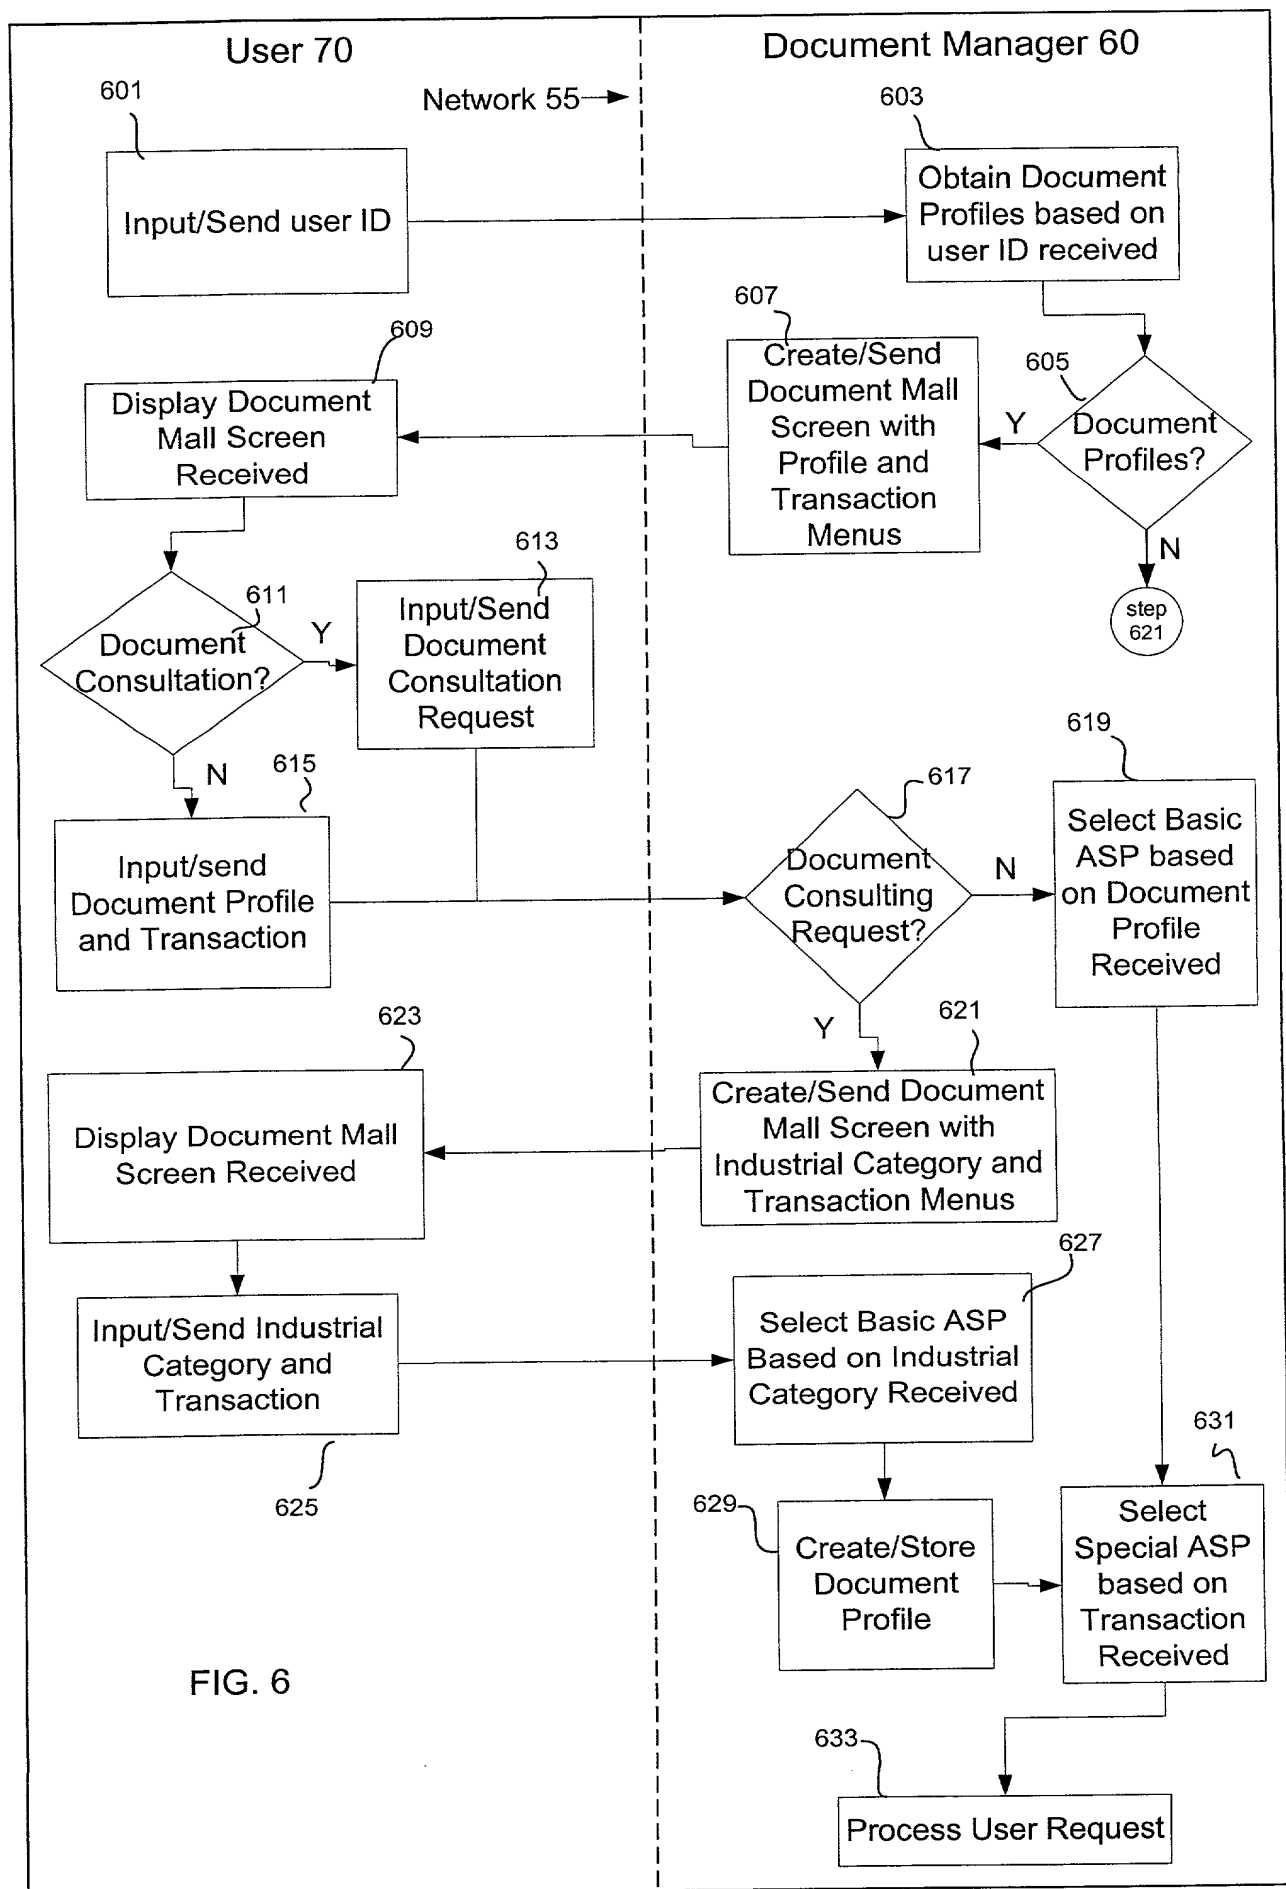 User 70
Document Manager 60
Network 55
601
603
Input/Send user ID
Obtain Document
Profiles based on
user ID received
607
609
605
Create/Send
Document Mall
Screen with
Profile and
Transaction
Menus
Display Document
Mall Screen
Received
Y
Document
Profiles?
N
step
621
611
613
Document
Consultation?
Y
Input/Send
Document
Consultation
Request
N
615
617
619
Input/send
Document Profile
and Transaction
Document
Consulting
Request?
N
Select Basic
ASP based
on Document
Profile
Received
Y
623
621
Display Document Mall
Screen Received
Create/Send Document
Mall Screen with
Industrial Category and
Transaction Menus
627
Input/Send Industrial
Category and
Transaction
Select Basic ASP
Based on Industrial
Category Received
625
631
629
Create/Store
Document
Profile
Select
Special ASP
based on
Transaction
Received
FIG. 6
633
Process User Request